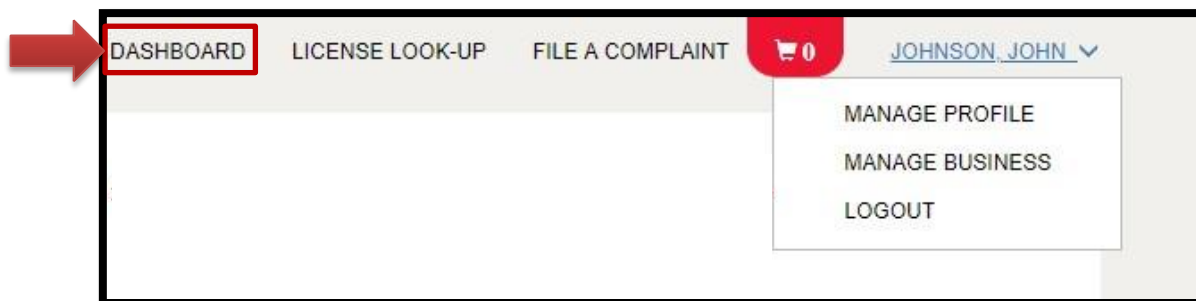 DASHBOARD LICENSE LOOK-UP FILE A COMPLAINT 0 JOHNSON, JOHN
MANAGE PROFILE
MANAGE BUSINESS
LOGOUT